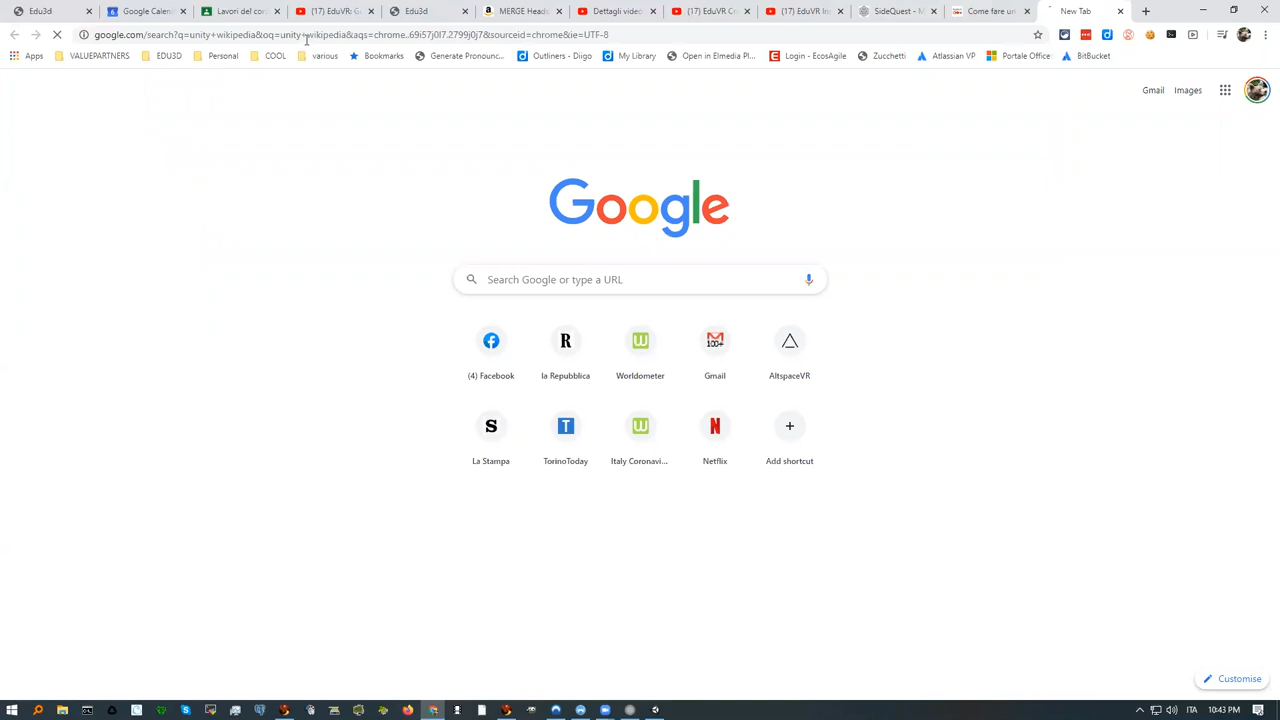 Edu3d
Google Calen
Lavori del co
(17) EduVR: G
Edu3d
MERGE Heads
Dettagli video
(17) EduVR C
(17) EduVR In
SideQuest - M
Come fare un
New Tab
google.com/search?q=unity+wikipedia&oq=unity+wikipedia&aqs=chrome..69i57j0l7.2799j0j7&sourceid=chrome&ie=UTF-8
Apps
VALUEPARTNERS
EDU3D
Personal
COOL
various
Bookmarks
Generate Pronounc...
Outliners - Diigo
My Library
Open in Elmedia Pl...
Login - EcosAgile
Zucchetti
Atlassian VP
Portale Office
BitBucket
Gmail
Images
Google
Search Google or type a URL
100+
(4) Facebook
la Repubblica
Worldometer
Gmail
AltspaceVR
La Stampa
TorinoToday
Italy Coronavi...
Netflix
Add shortcut
Customise
ITA
10:43 PM